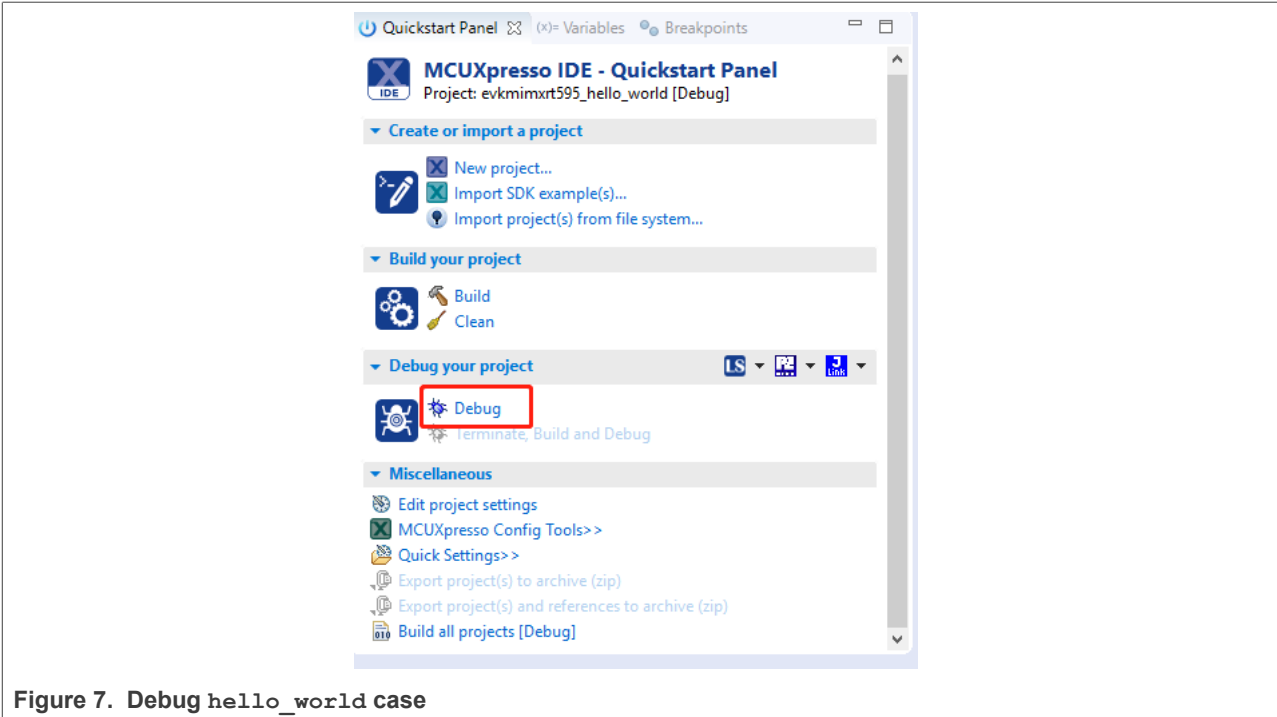 Quickstart Panel (x)= Variables Breakpoints
MCUXpresso IDE - Quickstart Panel
IDE Project: evkmimxrt595_hello_world [Debug]
Create or import a project
New project...
Import SDK example(s)...
Import project(s) from file system...
Build your project
Build
Clean
Debug your project LS PE J Link
Debug
Terminate, Build and Debug
Miscellaneous
Edit project settings
MCUXpresso Config Tools>>
Quick Settings>>
Export project(s) to archive (zip)
Export project(s) and references to archive (zip)
010 Build all projects [Debug]
Figure 7. Debug hello_world case